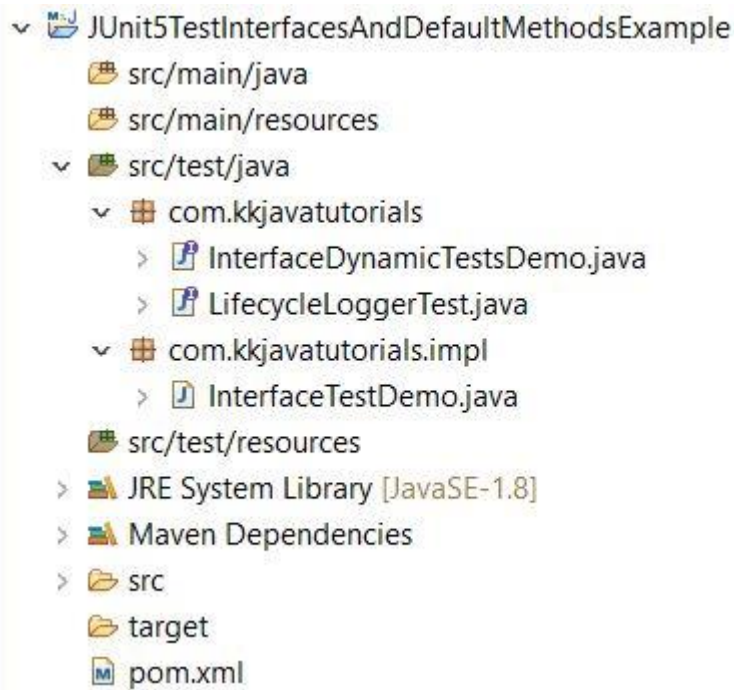 JUnit5TestInterfacesAndDefaultMethodsExample
src/main/java
src/main/resources
src/test/java
com.kkjavatutorials
InterfaceDynamicTestsDemo.java
LifecycleLoggerTest.java
com.kkjavatutorials.impl
InterfaceTestDemo.java
src/test/resources
JRE System Library [JavaSE-1.8]
Maven Dependencies
src
target
pom.xml